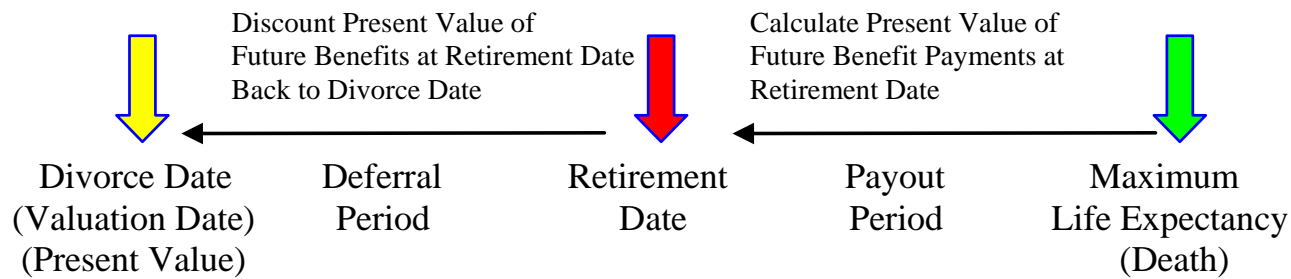 Discount Present Value of
Future Benefits at Retirement Date
Back to Divorce Date
Calculate Present Value of
Future Benefit Payments at
Retirement Date
Divorce Date
(Valuation Date)
(Present Value)
Deferral
Period
Retirement
Date
Payout
Period
Maximum
Life Expectancy
(Death)